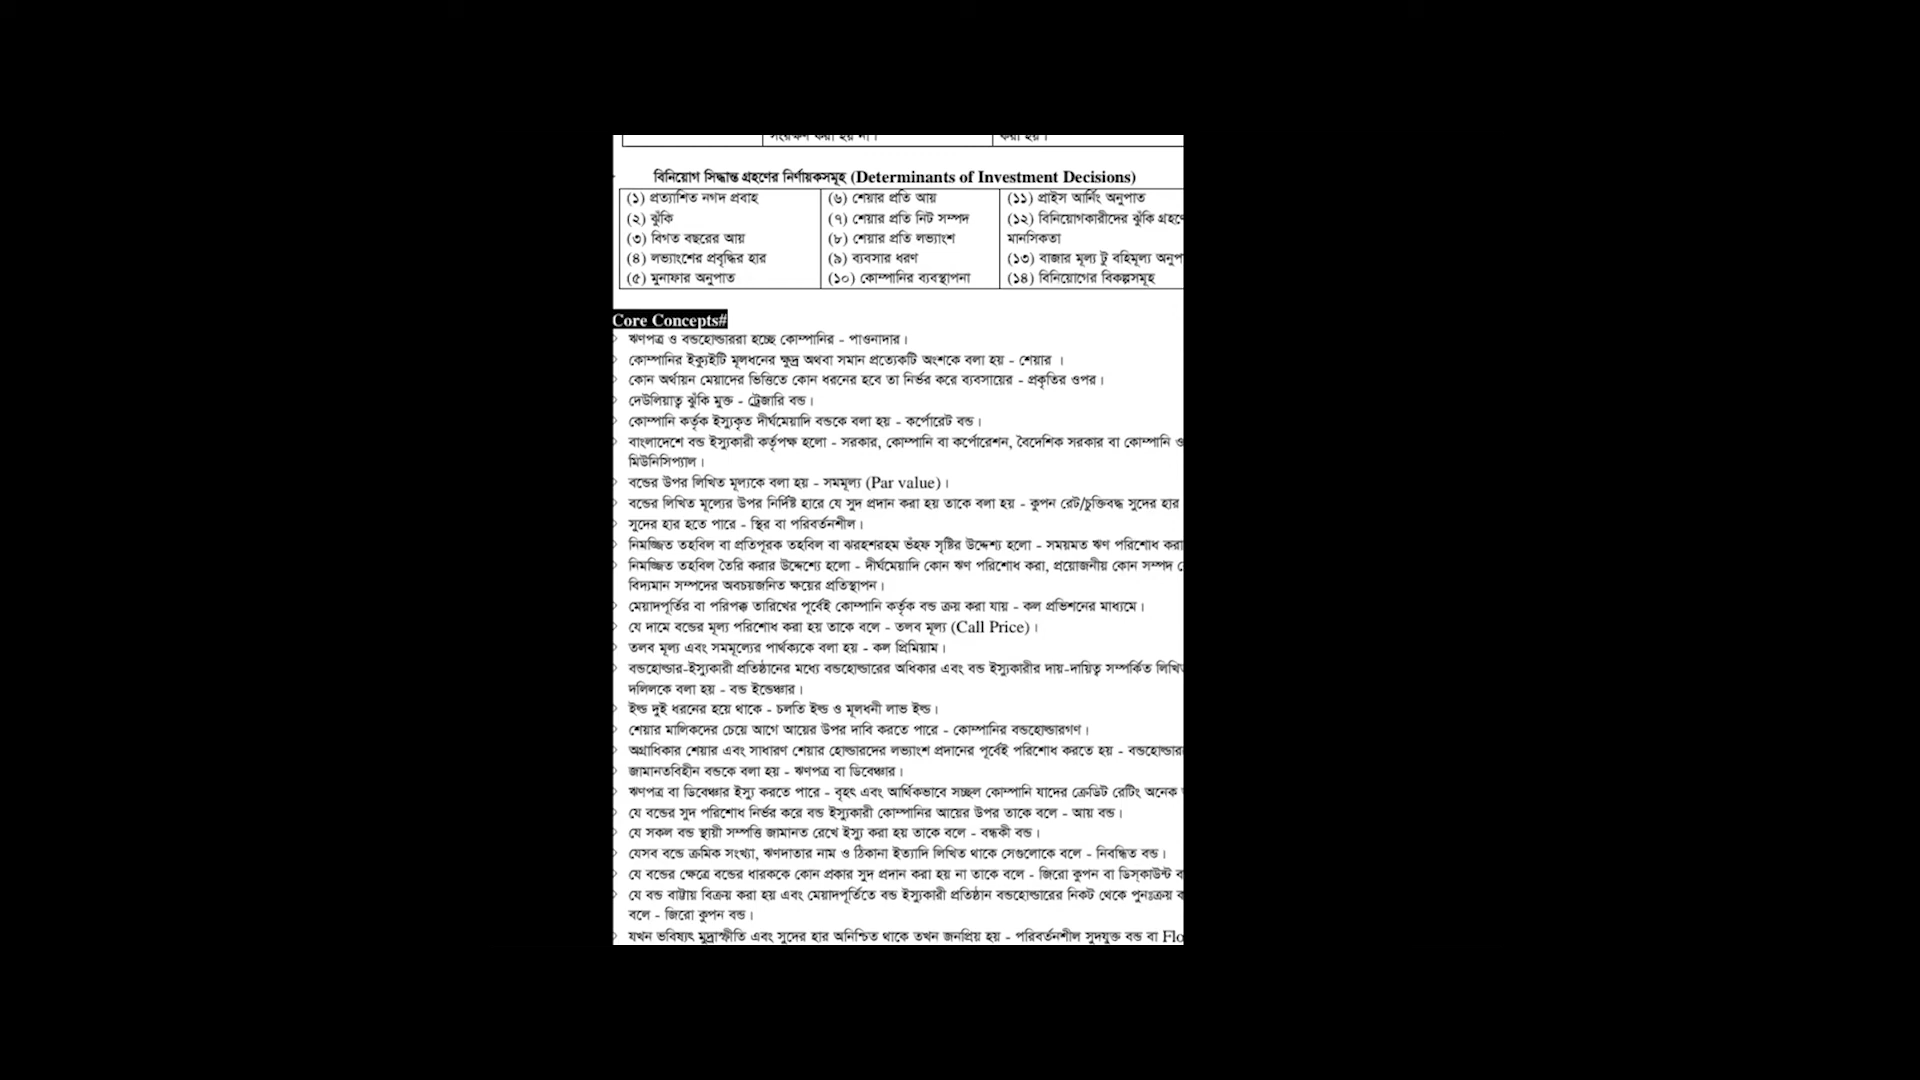 সংরক্ষণ করা হয় না। করা হয়।
বিনিয়োগ সিদ্ধান্ত গ্রহণের নির্ণায়কসমূহ (Determinants of Investment Decisions)
(১) প্রত্যাশিত নগদ প্রবাহ (৬) শেয়ার প্রতি আয় (১১) প্রাইস আর্নিং অনুপাত
(২) ঝুঁকি (৭) শেয়ার প্রতি নিট সম্পদ (১২) বিনিয়োগকারীদের ঝুঁকি
(৩) বিগত বছরের আয় (৮) শেয়ার প্রতি লভ্যাংশ মানসিকতা
(৪) লভ্যাংশের প্রবৃদ্ধির হার (৯) ব্যবসার ধরণ (১৩) বাজার মূল্য টু বহিমূল্য
(৫) মুনাফার অনুপাত (১০) কোম্পানির ব্যবস্থাপনা (১৪) বিনিয়োগের বিকল্পসমূহ
Core Concepts#
ঋণপত্র ও বন্ডহোল্ডাররা হচ্ছে কোম্পানির - পাওনাদার।
কোম্পানির ইক্যুইটি মূলধনের ক্ষুদ্র অথবা সমান প্রত্যেকটি অংশকে বলা হয় - শেয়ার ।
কোন অর্থায়ন মেয়াদের ভিত্তিতে কোন ধরনের হবে তা নির্ভর করে ব্যবসায়ের - প্রকৃতির ওপর।
দেউলিয়াত্ব ঝুঁকি মুক্ত - ট্রেজারি বন্ড।
কোম্পানি কর্তৃক ইস্যুকৃত দীর্ঘমেয়াদি বন্ডকে বলা হয় - কর্পোরেট বন্ড।
বাংলাদেশে বন্ড ইস্যুকারী কর্তৃপক্ষ হলো - সরকার, কোম্পানি বা কর্পোরেশন, বৈদেশিক সরকার বা কোম্পানি ও
মিউনিসিপ্যাল।
বন্ডের উপর লিখিত মূল্যকে বলা হয় - সমমূল্য (Par value)।
বন্ডের লিখিত মূল্যের উপর নির্দিষ্ট হারে যে সুদ প্রদান করা হয় তাকে বলা হয় - কুপন রেট/চুক্তিবদ্ধ সুদের হার
সুদের হার হতে পারে - স্থির বা পরিবর্তনশীল।
নিমজ্জিত তহবিল বা প্রতিপূরক তহবিল বা ঝরহশরহম ভঁহফ সৃষ্টির উদ্দেশ্য হলো - সময়মত ঋণ পরিশোধ করা
নিমজ্জিত তহবিল তৈরি করার উদ্দেশ্যে হলো - দীর্ঘমেয়াদি কোন ঋণ পরিশোধ করা, প্রয়োজনীয় কোন সম্পদ
বিদ্যমান সম্পদের অবচয়জনিত ক্ষয়ের প্রতিস্থাপন।
মেয়াদপূর্তির বা পরিপক্ক তারিখের পূর্বেই কোম্পানি কর্তৃক বন্ড ক্রয় করা যায় - কল প্রভিশনের মাধ্যমে।
যে দামে বন্ডের মূল্য পরিশোধ করা হয় তাকে বলে - তলব মূল্য (Call Price)।
তলব মূল্য এবং সমমূল্যের পার্থক্যকে বলা হয় - কল প্রিমিয়াম।
বন্ডহোল্ডার-ইস্যুকারী প্রতিষ্ঠানের মধ্যে বন্ডহোল্ডারের অধিকার এবং বন্ড ইস্যুকারীর দায়-দায়িত্ব সম্পর্কিত
দলিলকে বলা হয় - বন্ড ইন্ডেঞ্চার।
ইল্ড দুই ধরনের হয়ে থাকে - চলতি ইল্ড ও মূলধনী লাভ ইল্ড।
শেয়ার মালিকদের চেয়ে আগে আয়ের উপর দাবি করতে পারে - কোম্পানির বন্ডহোল্ডারগণ।
অগ্রাধিকার শেয়ার এবং সাধারণ শেয়ার হোল্ডারদের লভ্যাংশ প্রদানের পূর্বেই পরিশোধ করতে হয় -
জামানতবিহীন বন্ডকে বলা হয় - ঋণপত্র বা ডিবেঞ্চার।
ঋণপত্র বা ডিবেঞ্চার ইস্যু করতে পারে - বৃহৎ এবং আর্থিকভাবে সচ্ছল কোম্পানি যাদের ক্রেডিট রেটিং অনেক
যে বন্ডের সুদ পরিশোধ নির্ভর করে বন্ড ইস্যুকারী কোম্পানির আয়ের উপর তাকে বলে - আয় বন্ড।
যে সকল বন্ড স্থায়ী সম্পত্তি জামানত রেখে ইস্যু করা হয় তাকে বলে - বন্ধকী বন্ড।
যেসব বন্ডে ক্রমিক সংখ্যা, ঋণদাতার নাম ও ঠিকানা ইত্যাদি লিখিত থাকে সেগুলোকে বলে - নিবন্ধিত বন্ড।
যে বন্ডের ক্ষেত্রে বন্ডের ধারককে কোন প্রকার সুদ প্রদান করা হয় না তাকে বলে - জিরো কুপন বা ডিস্কাউন্ট
যে বন্ড বাট্টায় বিক্রয় করা হয় এবং মেয়াদপূর্তিতে বন্ড ইস্যুকারী প্রতিষ্ঠান বন্ডহোল্ডারের নিকট থেকে পুনঃক্রয়
বলে - জিরো কুপন বন্ড।
যখন ভবিষ্যৎ মুদ্রাস্ফীতি এবং সুদের হার অনিশ্চিত থাকে তখন জনপ্রিয় হয় - পরিবর্তনশীল সুদযুক্ত বন্ড বা